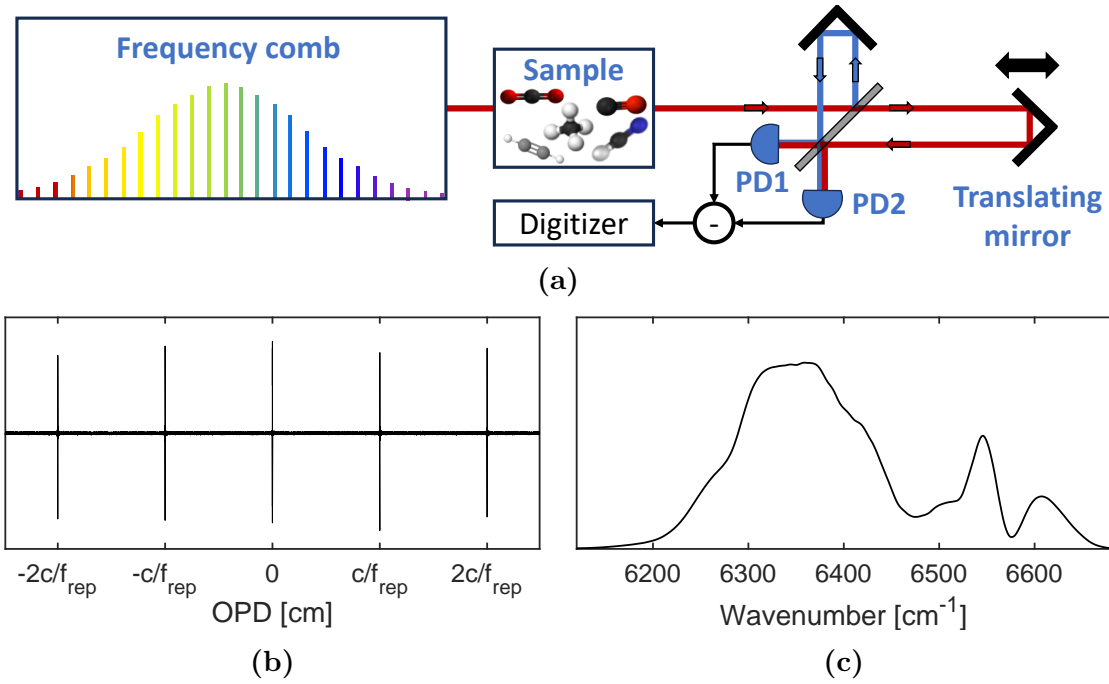 Frequency comb
Sample
PD1
PD2
Translating
mirror
Digitizer
-
(a)
-2c/f_rep -c/f_rep 0 c/f_rep 2c/f_rep
OPD [cm]
(b)
6200 6300 6400 6500 6600
Wavenumber [cm⁻¹]
(c)